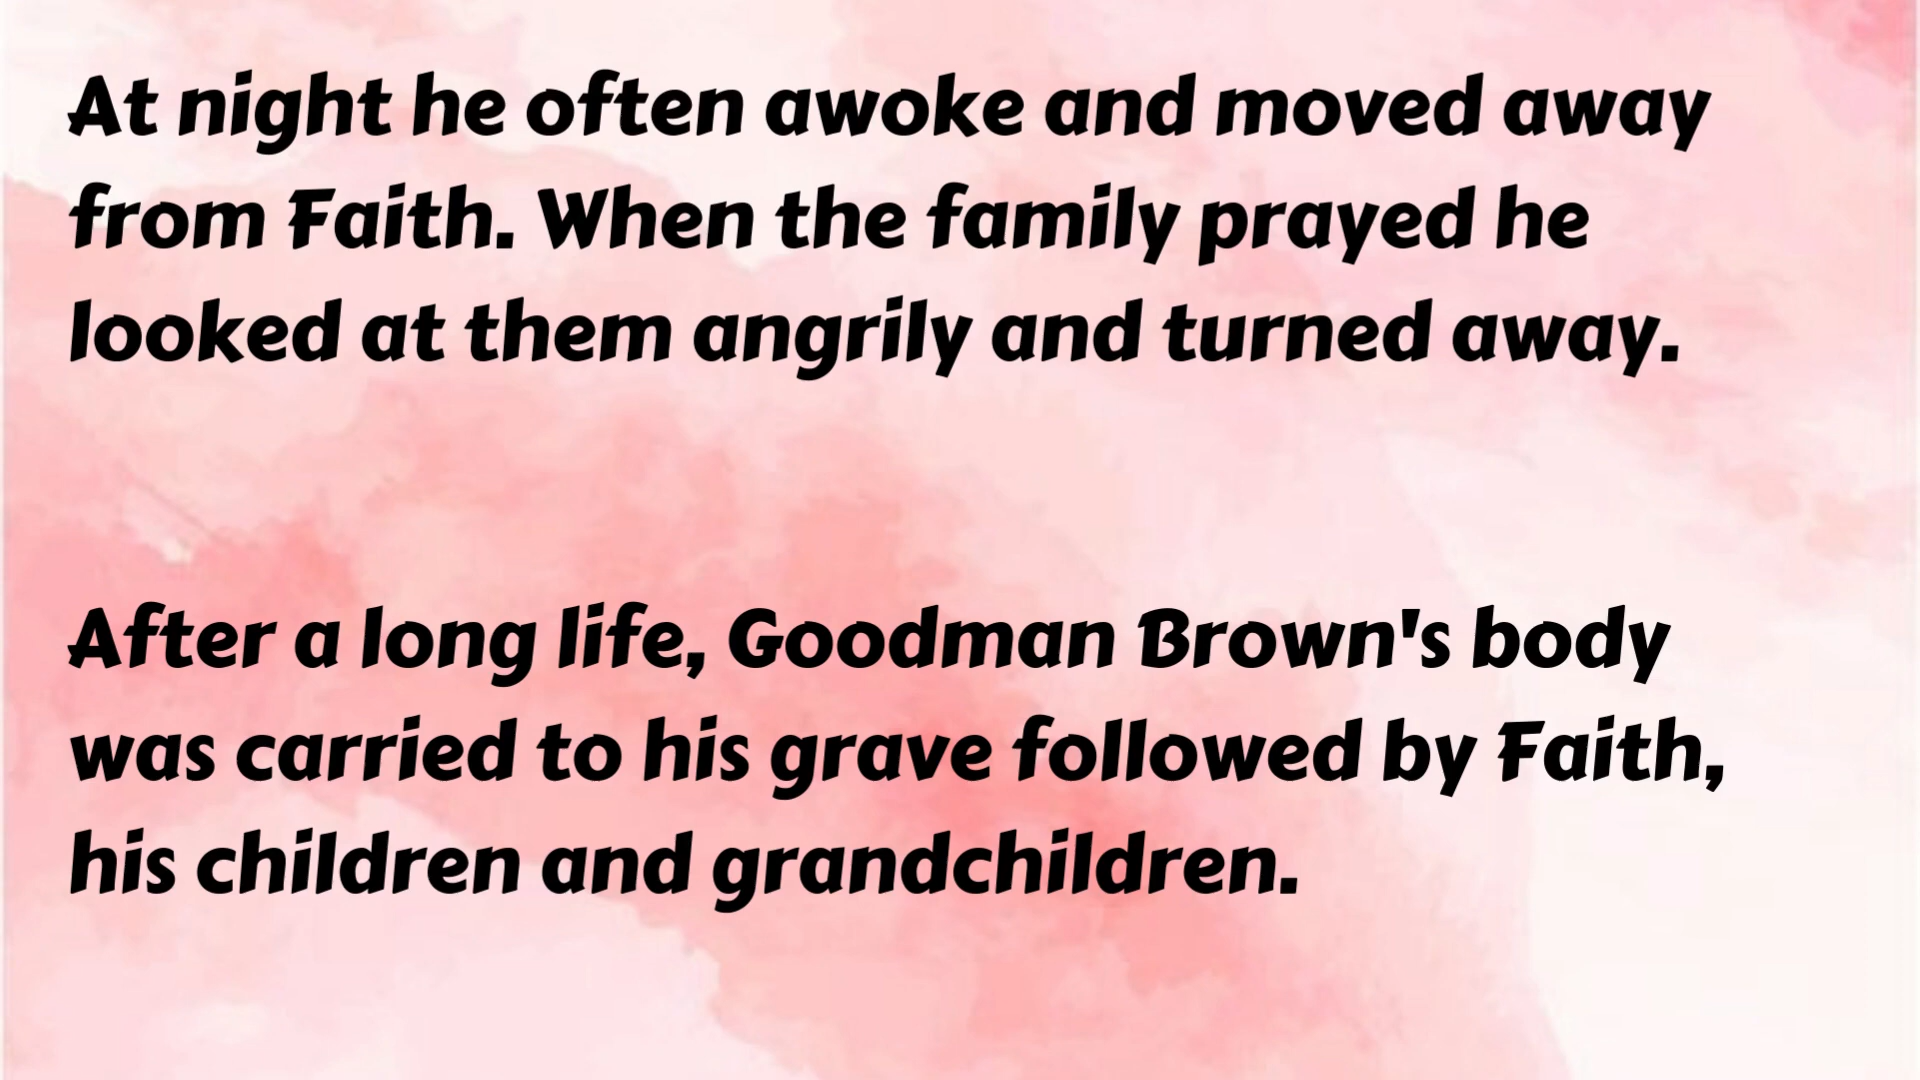 At night he often awoke and moved away
from Faith. When the family prayed he
looked at them angrily and turned away.
After a long life, Goodman Brown's body
was carried to his grave followed by Faith,
his children and grandchildren.